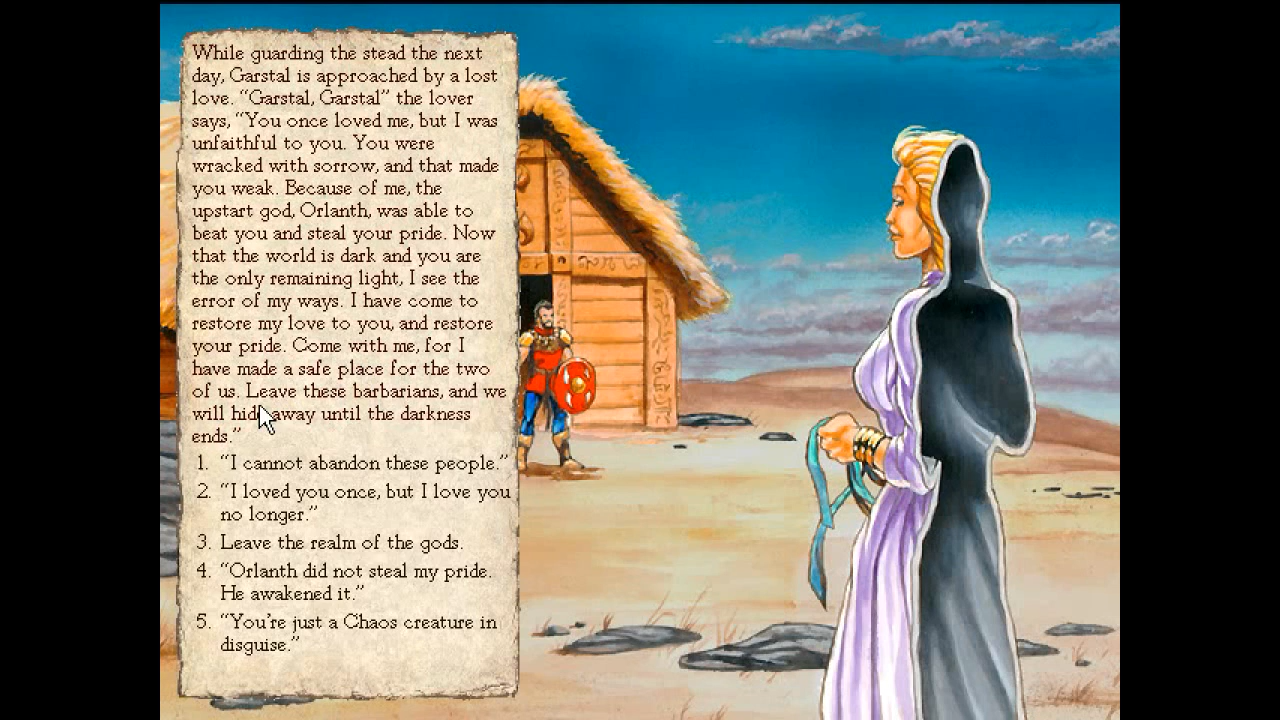 While guarding the stead the next
day, Garstal is approached by a lost
love. “Garstal, Garstal” the lover
says, “You once loved me, but I was
unfaithful to you. You were
wracked with sorrow, and that made
you weak. Because of me, the
upstart god, Orlanth, was able to
beat you and steal your pride. Now
that the world is dark and you are
the only remaining light, I see the
error of my ways. I have come to
restore my love to you, and restore
your pride. Come with me, for I
have made a safe place for the two
of us. Leave these barbarians, and we
will hide away until the darkness
ends.”
1. “I cannot abandon these people.”
2. “I loved you once, but I love you
no longer.”
3. Leave the realm of the gods.
4. “Orlanth did not steal my pride.
He awakened it.”
5. “You’re just a Chaos creature in
disguise.”